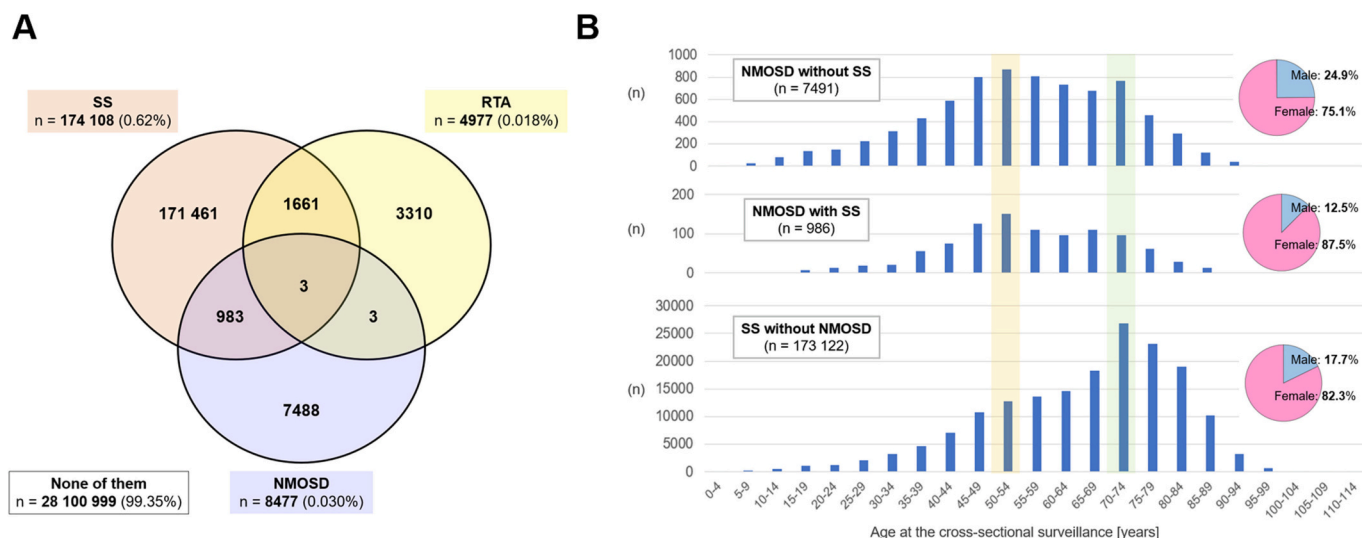 A
SS
n = 174 108 (0.62%)
RTA
n = 4977 (0.018%)
171 461
1661
3310
3
983
3
7488
None of them
n = 28 100 999 (99.35%)
NMOSD
n = 8477 (0.030%)
B
1000
800
600
400
200
0
(n)
NMOSD without SS
(n = 7491)
Male: 24.9%
Female: 75.1%
200
100
0
(n)
NMOSD with SS
(n = 986)
Male: 12.5%
Female: 87.5%
30000
25000
20000
15000
10000
5000
0
(n)
SS without NMOSD
(n = 173 122)
Male: 17.7%
Female: 82.3%
0-4
5-9
10-14
15-19
20-24
25-29
30-34
35-39
40-44
45-49
50-54
55-59
60-64
65-69
70-74
75-79
80-84
85-89
90-94
95-99
100-104
105-109
110-114
Age at the cross-sectional surveillance [years]